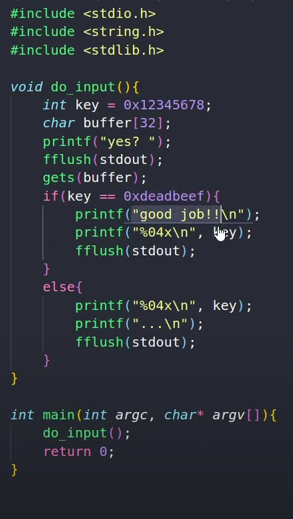 #include <stdio.h>
#include <string.h>
#include <stdlib.h>
void do_input(){
int key = 0x12345678;
char buffer[32];
printf("yes? ");
fflush(stdout);
gets(buffer);
if(key == 0xdeadbeef){
printf("good job!!\n");
printf("%04x\n", key);
fflush(stdout);
}
else{
printf("%04x\n", key);
printf("...\n");
fflush(stdout);
}
}
int main(int argc, char* argv[]){
do_input();
return 0;
}